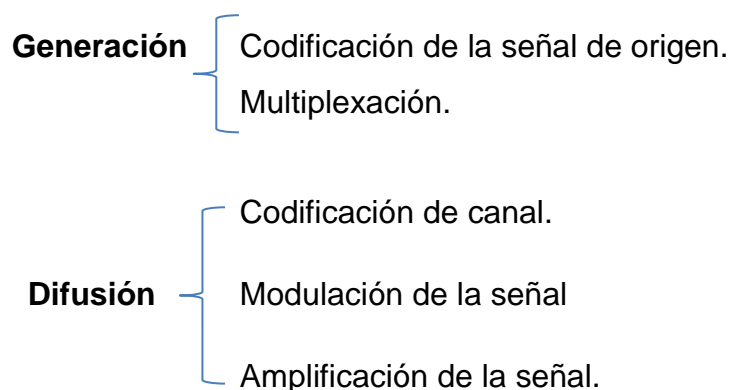 Generación Codificación de la señal de origen.
Multiplexación.
Codificación de canal.
Difusión Modulación de la señal
Amplificación de la señal.